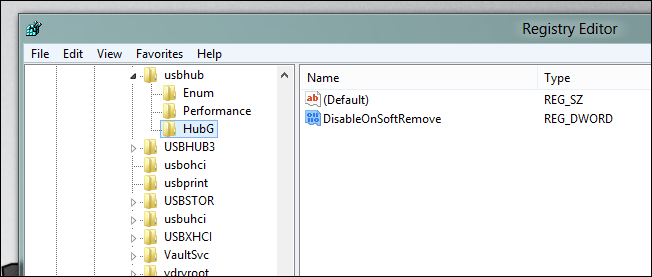 Registry Editor
File Edit View Favorites Help
usbhub
Enum
Performance
HubG
USBHUB3
usbohci
usbprint
USBSTOR
usbuhci
USBXHCI
VaultSvc
vdrvroot
Name Type
ab (Default) REG_SZ
DisableOnSoftRemove REG_DWORD